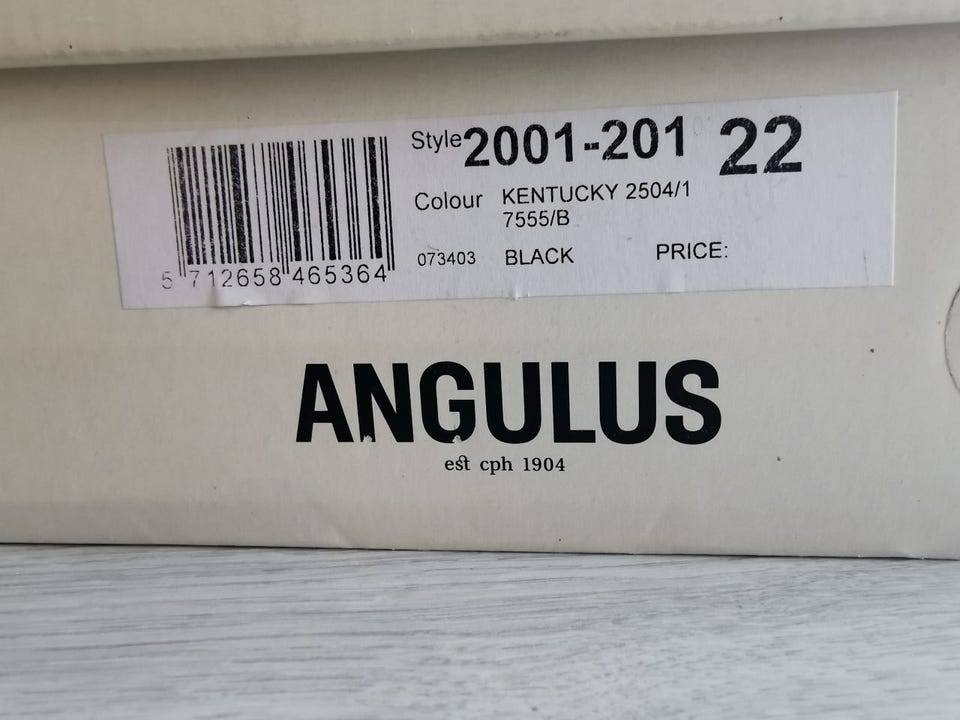 Style 2001-201 22
Colour KENTUCKY 2504/1
7555/B
073403 BLACK PRICE:
5 712658 465364
ANGULUS
est cph 1904